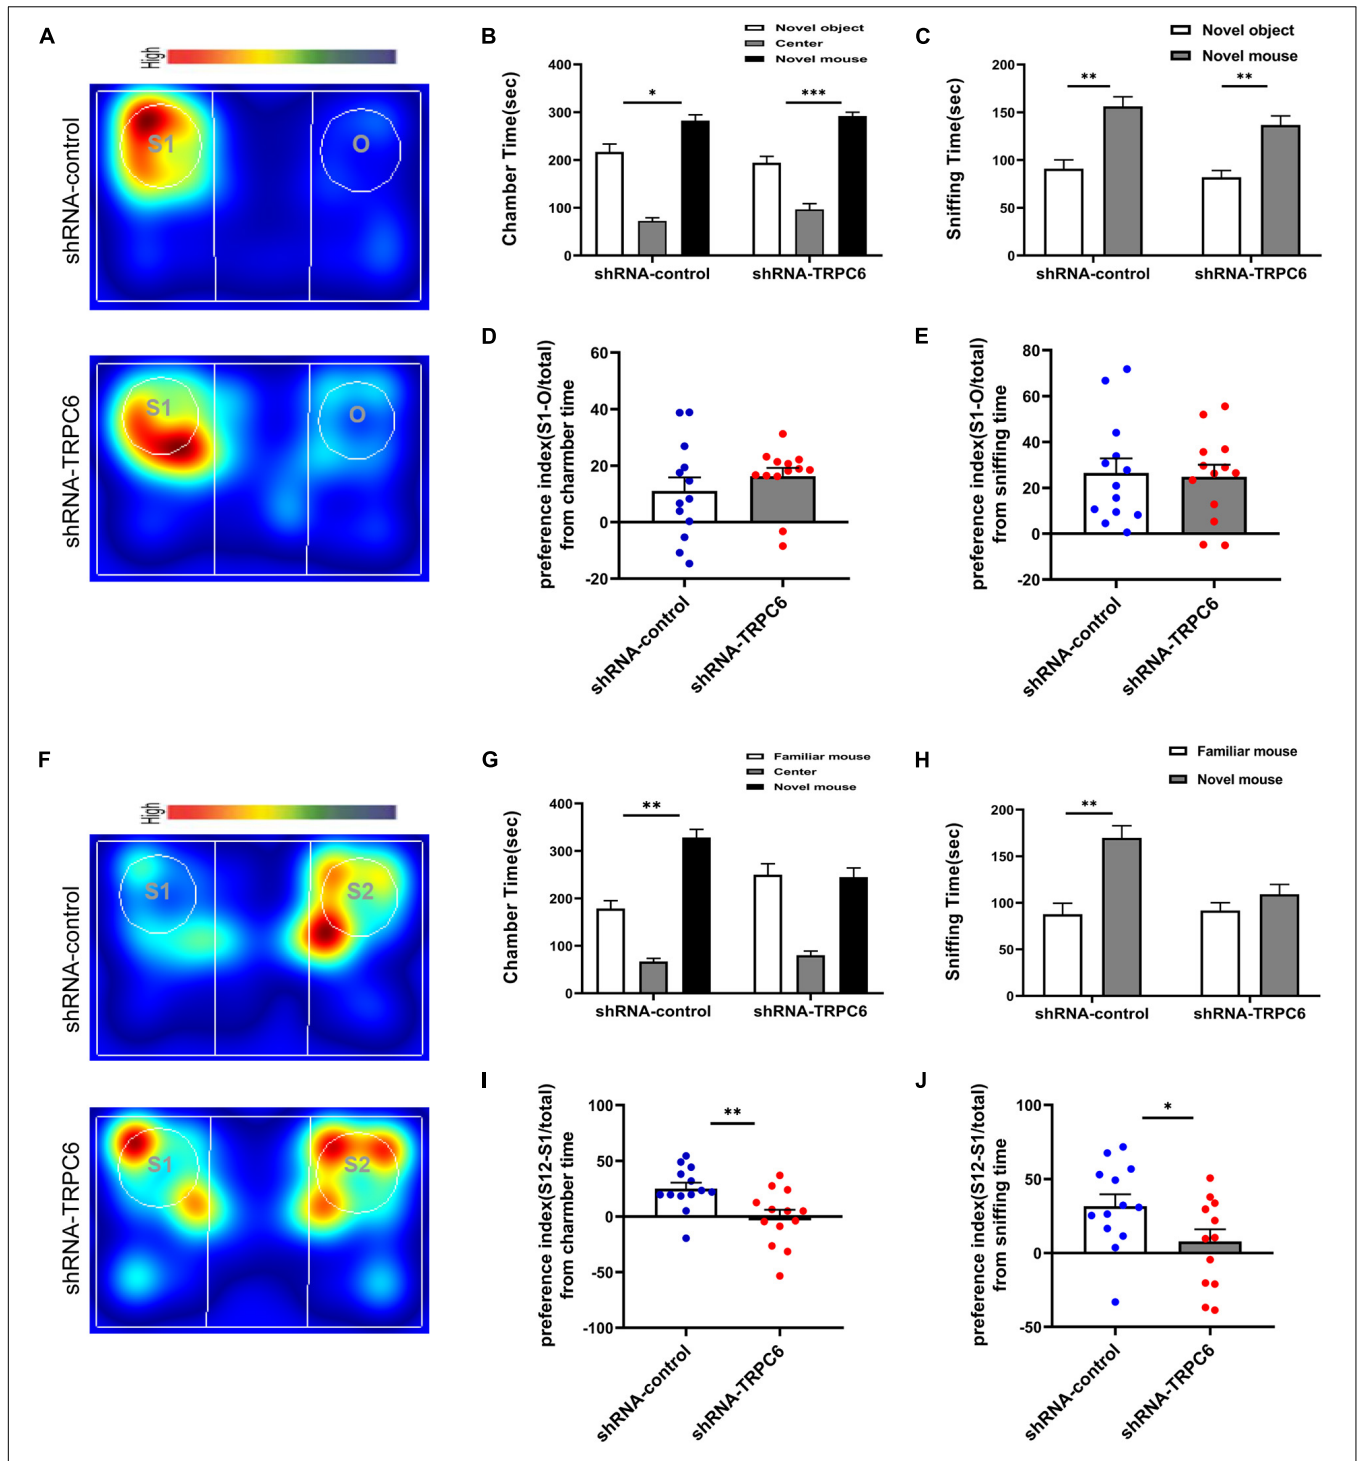 A
High
shRNA-control
S1
O
shRNA-TRPC6
S1
O
B
Novel object
Center
Novel mouse
Chamber Time(sec)
400
300
200
100
0
*
***
shRNA-control
shRNA-TRPC6
C
Novel object
Novel mouse
Sniffing Time(sec)
200
150
100
50
0
**
**
shRNA-control
shRNA-TRPC6
D
preference index(S1-O/total)
from charmber time
60
40
20
0
-20
shRNA-control
shRNA-TRPC6
E
preference index(S1-O/total)
from sniffing time
80
60
40
20
0
-20
shRNA-control
shRNA-TRPC6
F
High
shRNA-control
S1
S2
shRNA-TRPC6
S1
S2
G
Familiar mouse
Center
Novel mouse
Chamber Time(sec)
400
300
200
100
0
**
shRNA-control
shRNA-TRPC6
H
Familiar mouse
Novel mouse
Sniffing Time(sec)
200
150
100
50
0
**
shRNA-control
shRNA-TRPC6
I
preference index(S12-S1/total)
from charmber time
100
50
0
-50
-100
**
shRNA-control
shRNA-TRPC6
J
preference index(S12-S1/total)
from sniffing time
100
50
0
-50
*
shRNA-control
shRNA-TRPC6